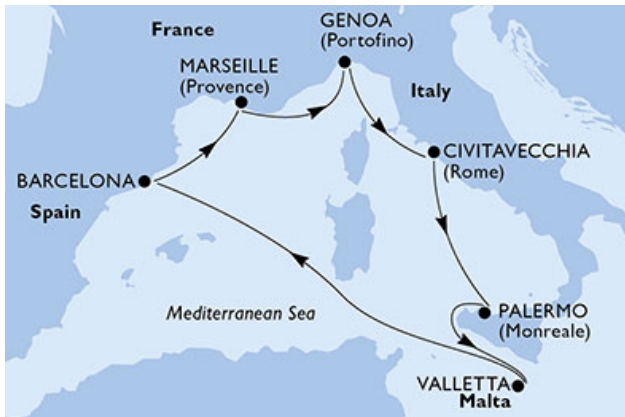 France
GENOA
(Portofino)
MARSEILLE
(Provence)
Italy
CIVITAVECCHIA
(Rome)
BARCELONA
Spain
Mediterranean Sea
PALERMO
(Monreale)
VALLETTA
Malta